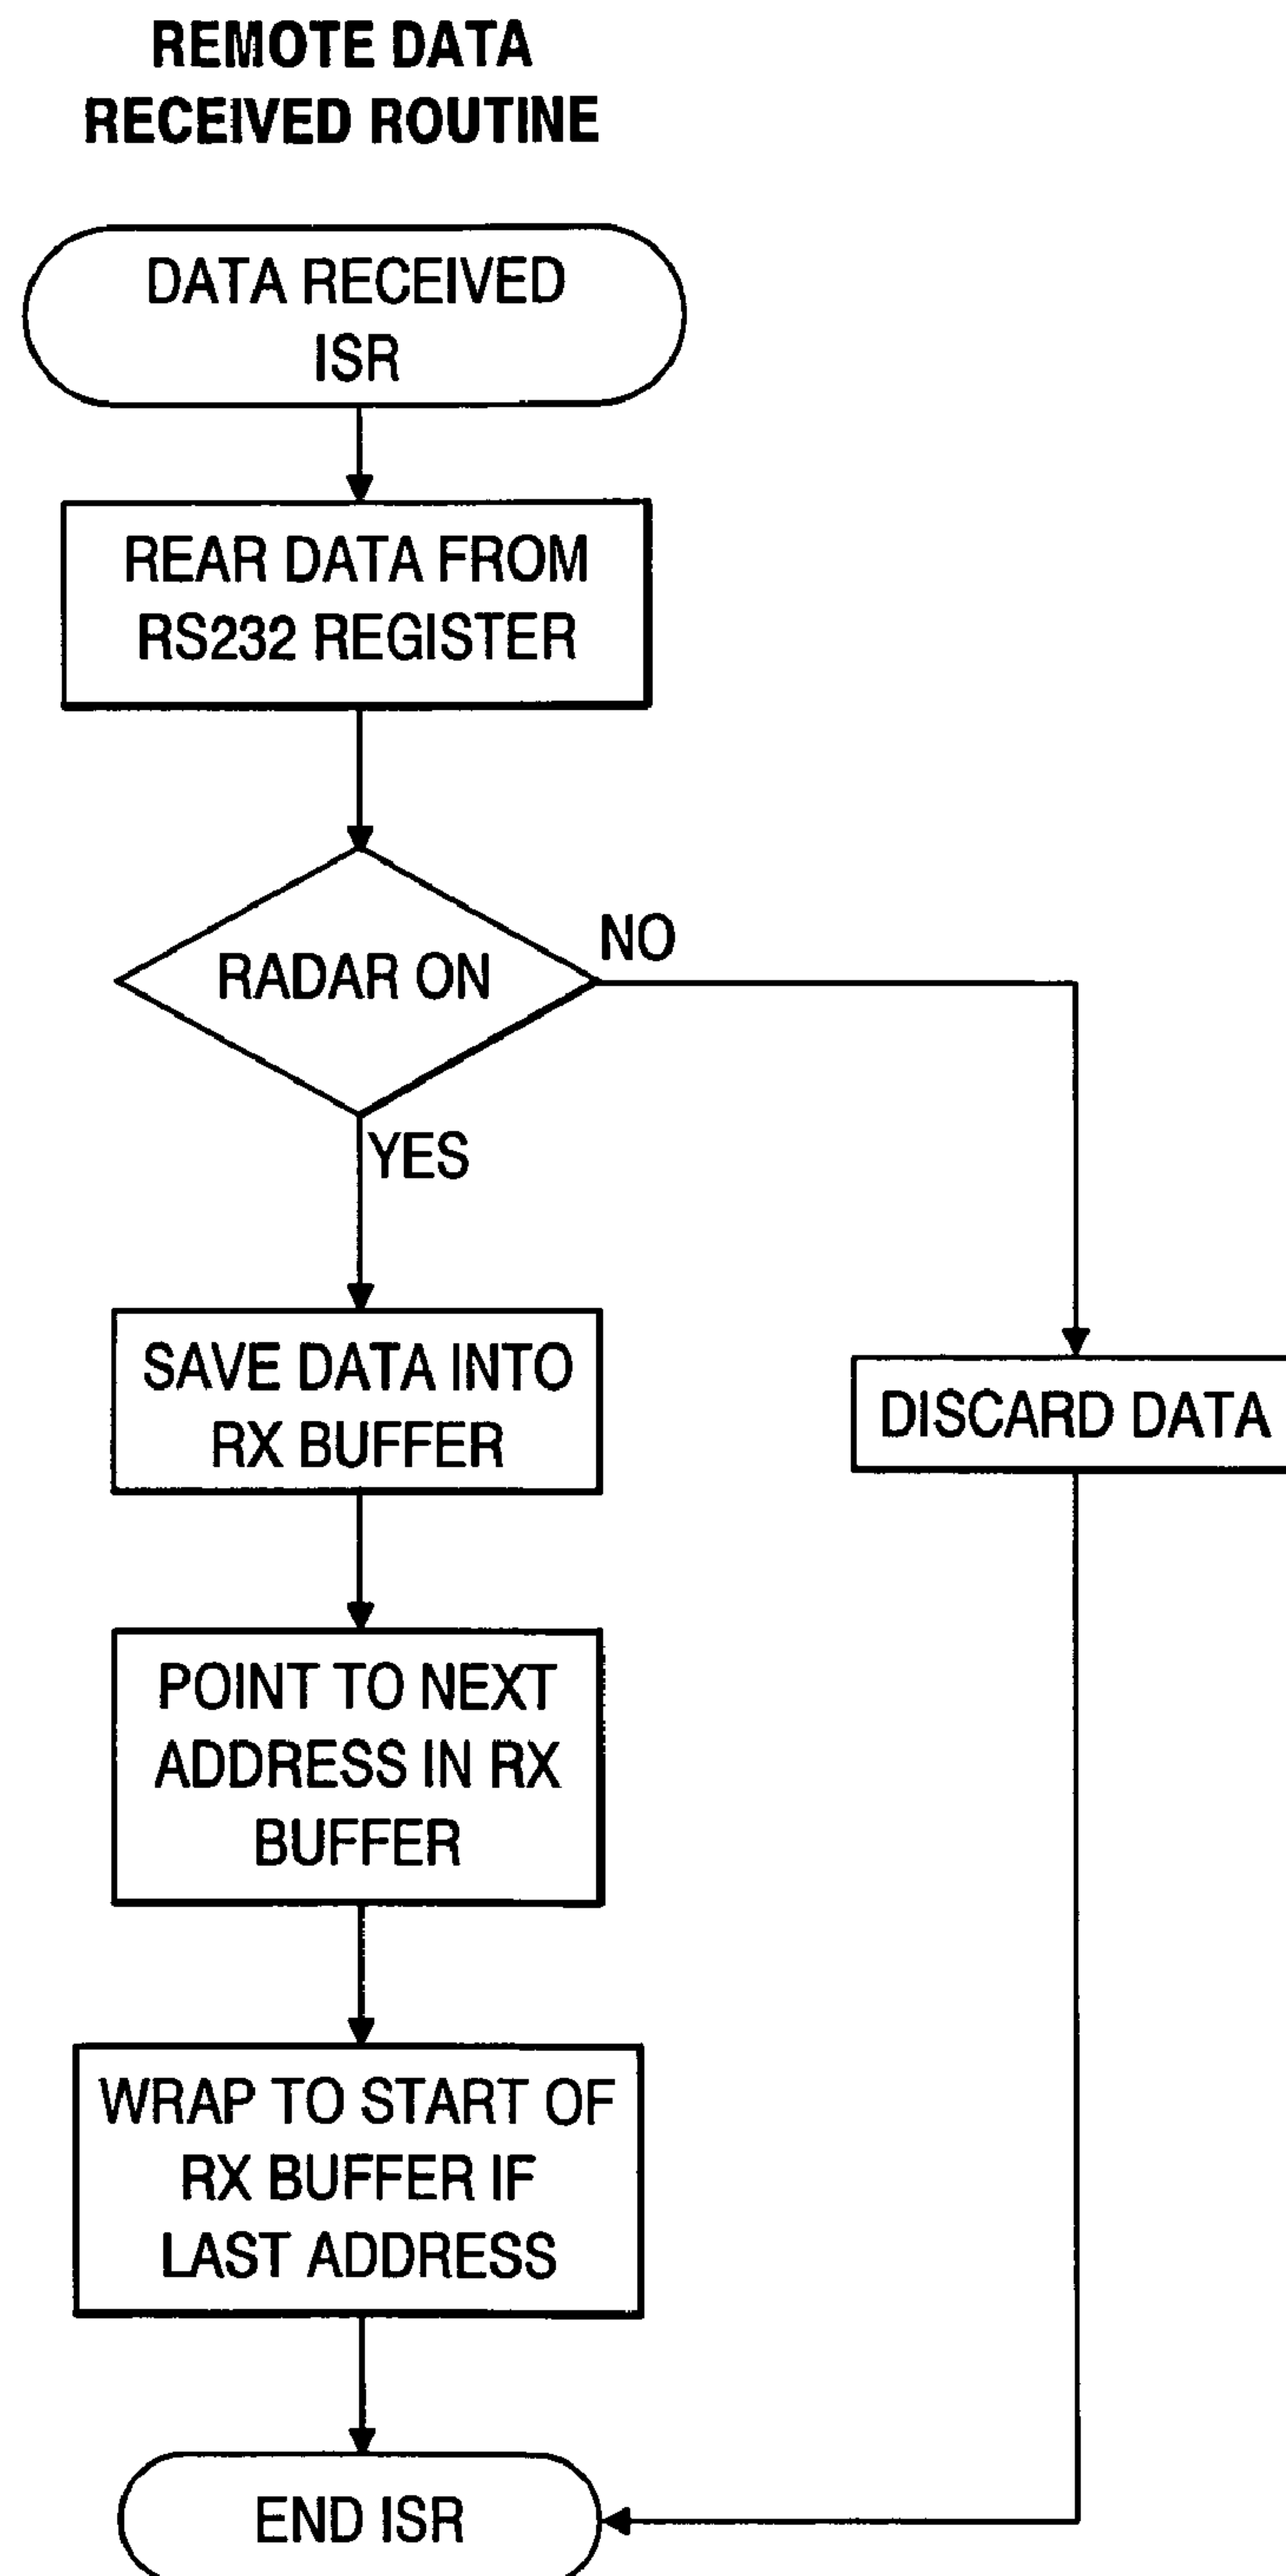 REMOTE DATA
RECEIVED ROUTINE
DATA RECEIVED
ISR
REAR DATA FROM
RS232 REGISTER
RADAR ON
NO
YES
SAVE DATA INTO
RX BUFFER
DISCARD DATA
POINT TO NEXT
ADDRESS IN RX
BUFFER
WRAP TO START OF
RX BUFFER IF
LAST ADDRESS
END ISR